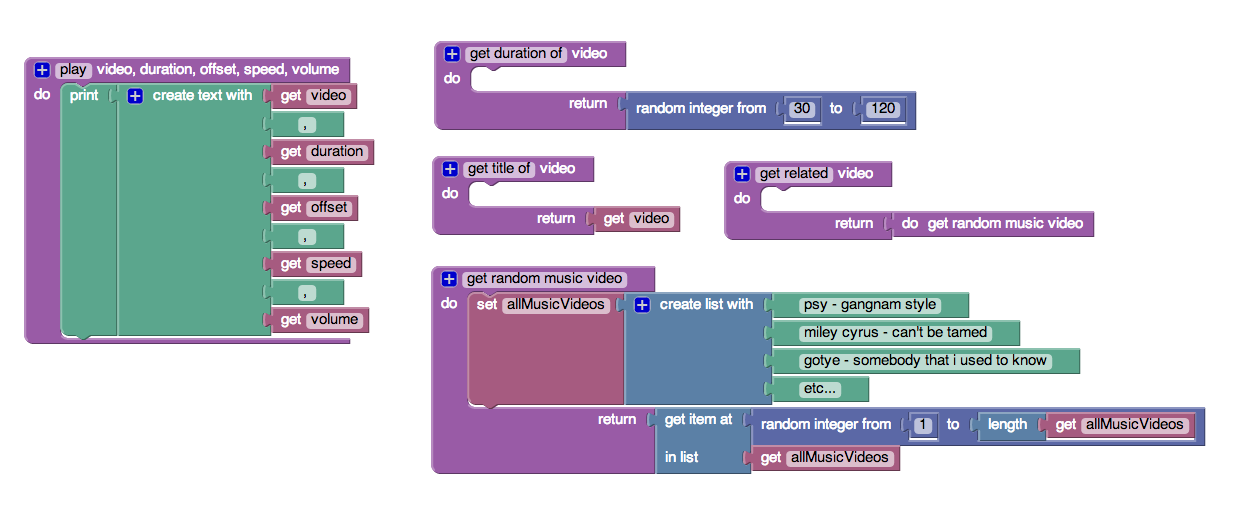 play video, duration, offset, speed, volume
do print create text with get video
,
get duration
,
get offset
,
get speed
,
get volume
get duration of video
do
return random integer from 30 to 120
get title of video
do
return get video
get related video
do
return do get random music video
get random music video
do set allMusicVideos create list with psy - gangnam style
miley cyrus - can't be tamed
gotye - somebody that i used to know
etc...
return get item at random integer from 1 to length get allMusicVideos
in list get allMusicVideos